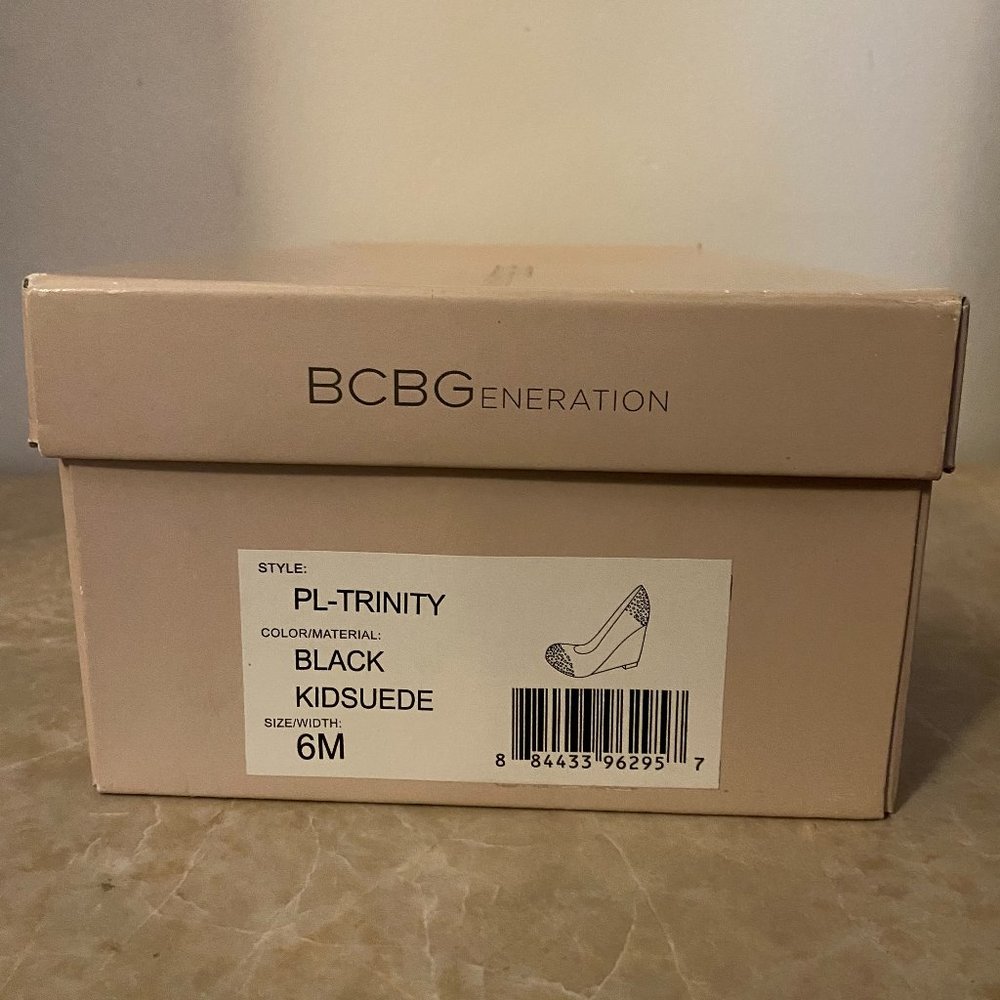 BCBGENERATION
STYLE:
PL-TRINITY
COLOR/MATERIAL:
BLACK
KIDSUEDE
SIZE/WIDTH:
6M
8 84433 96295 7